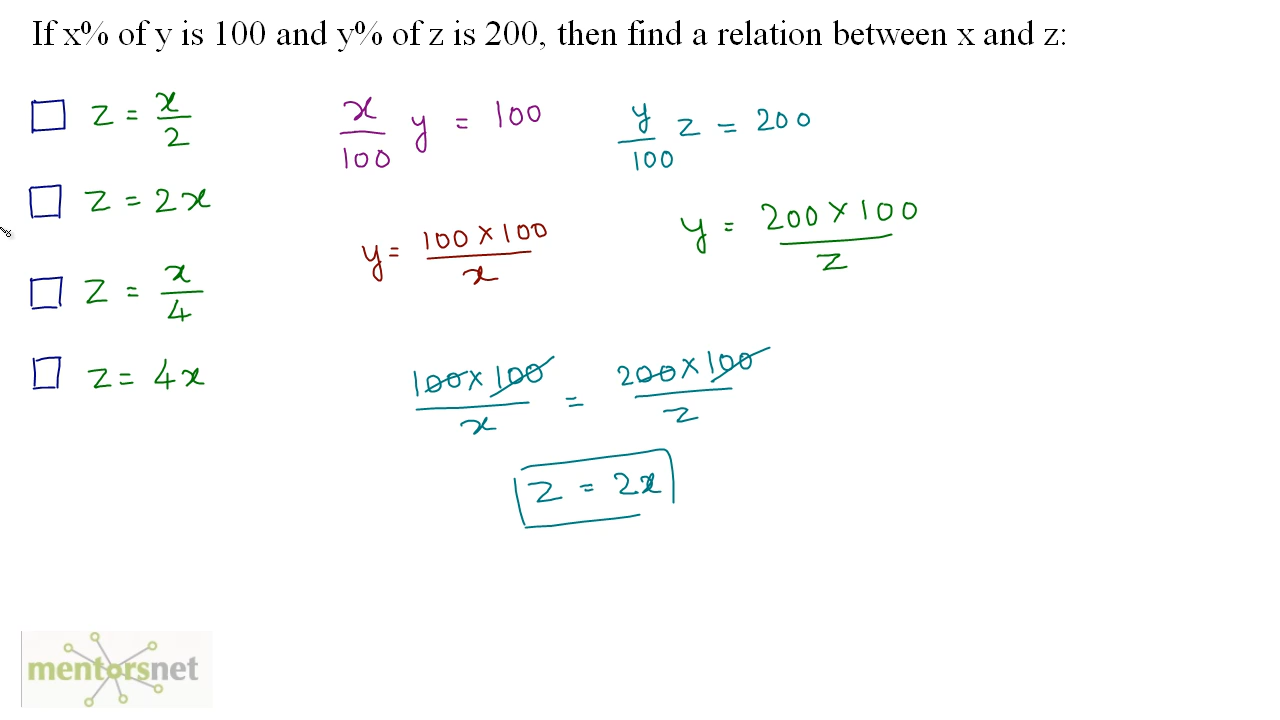 If x% of y is 100 and y% of z is 200, then find a relation between x and z:
z = x/2
z = 2x
z = x/4
z = 4x
x/100 y = 100
y/100 z = 200
y = 100 × 100/x
y = 200 × 100/z
100 × 100/x = 200 × 100/z
z = 2x
mentorsnet